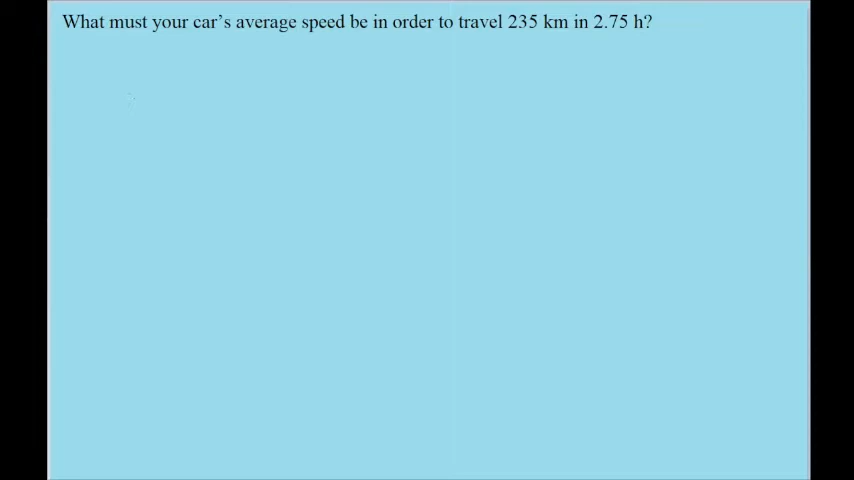 What must your car’s average speed be in order to travel 235 km in 2.75 h?